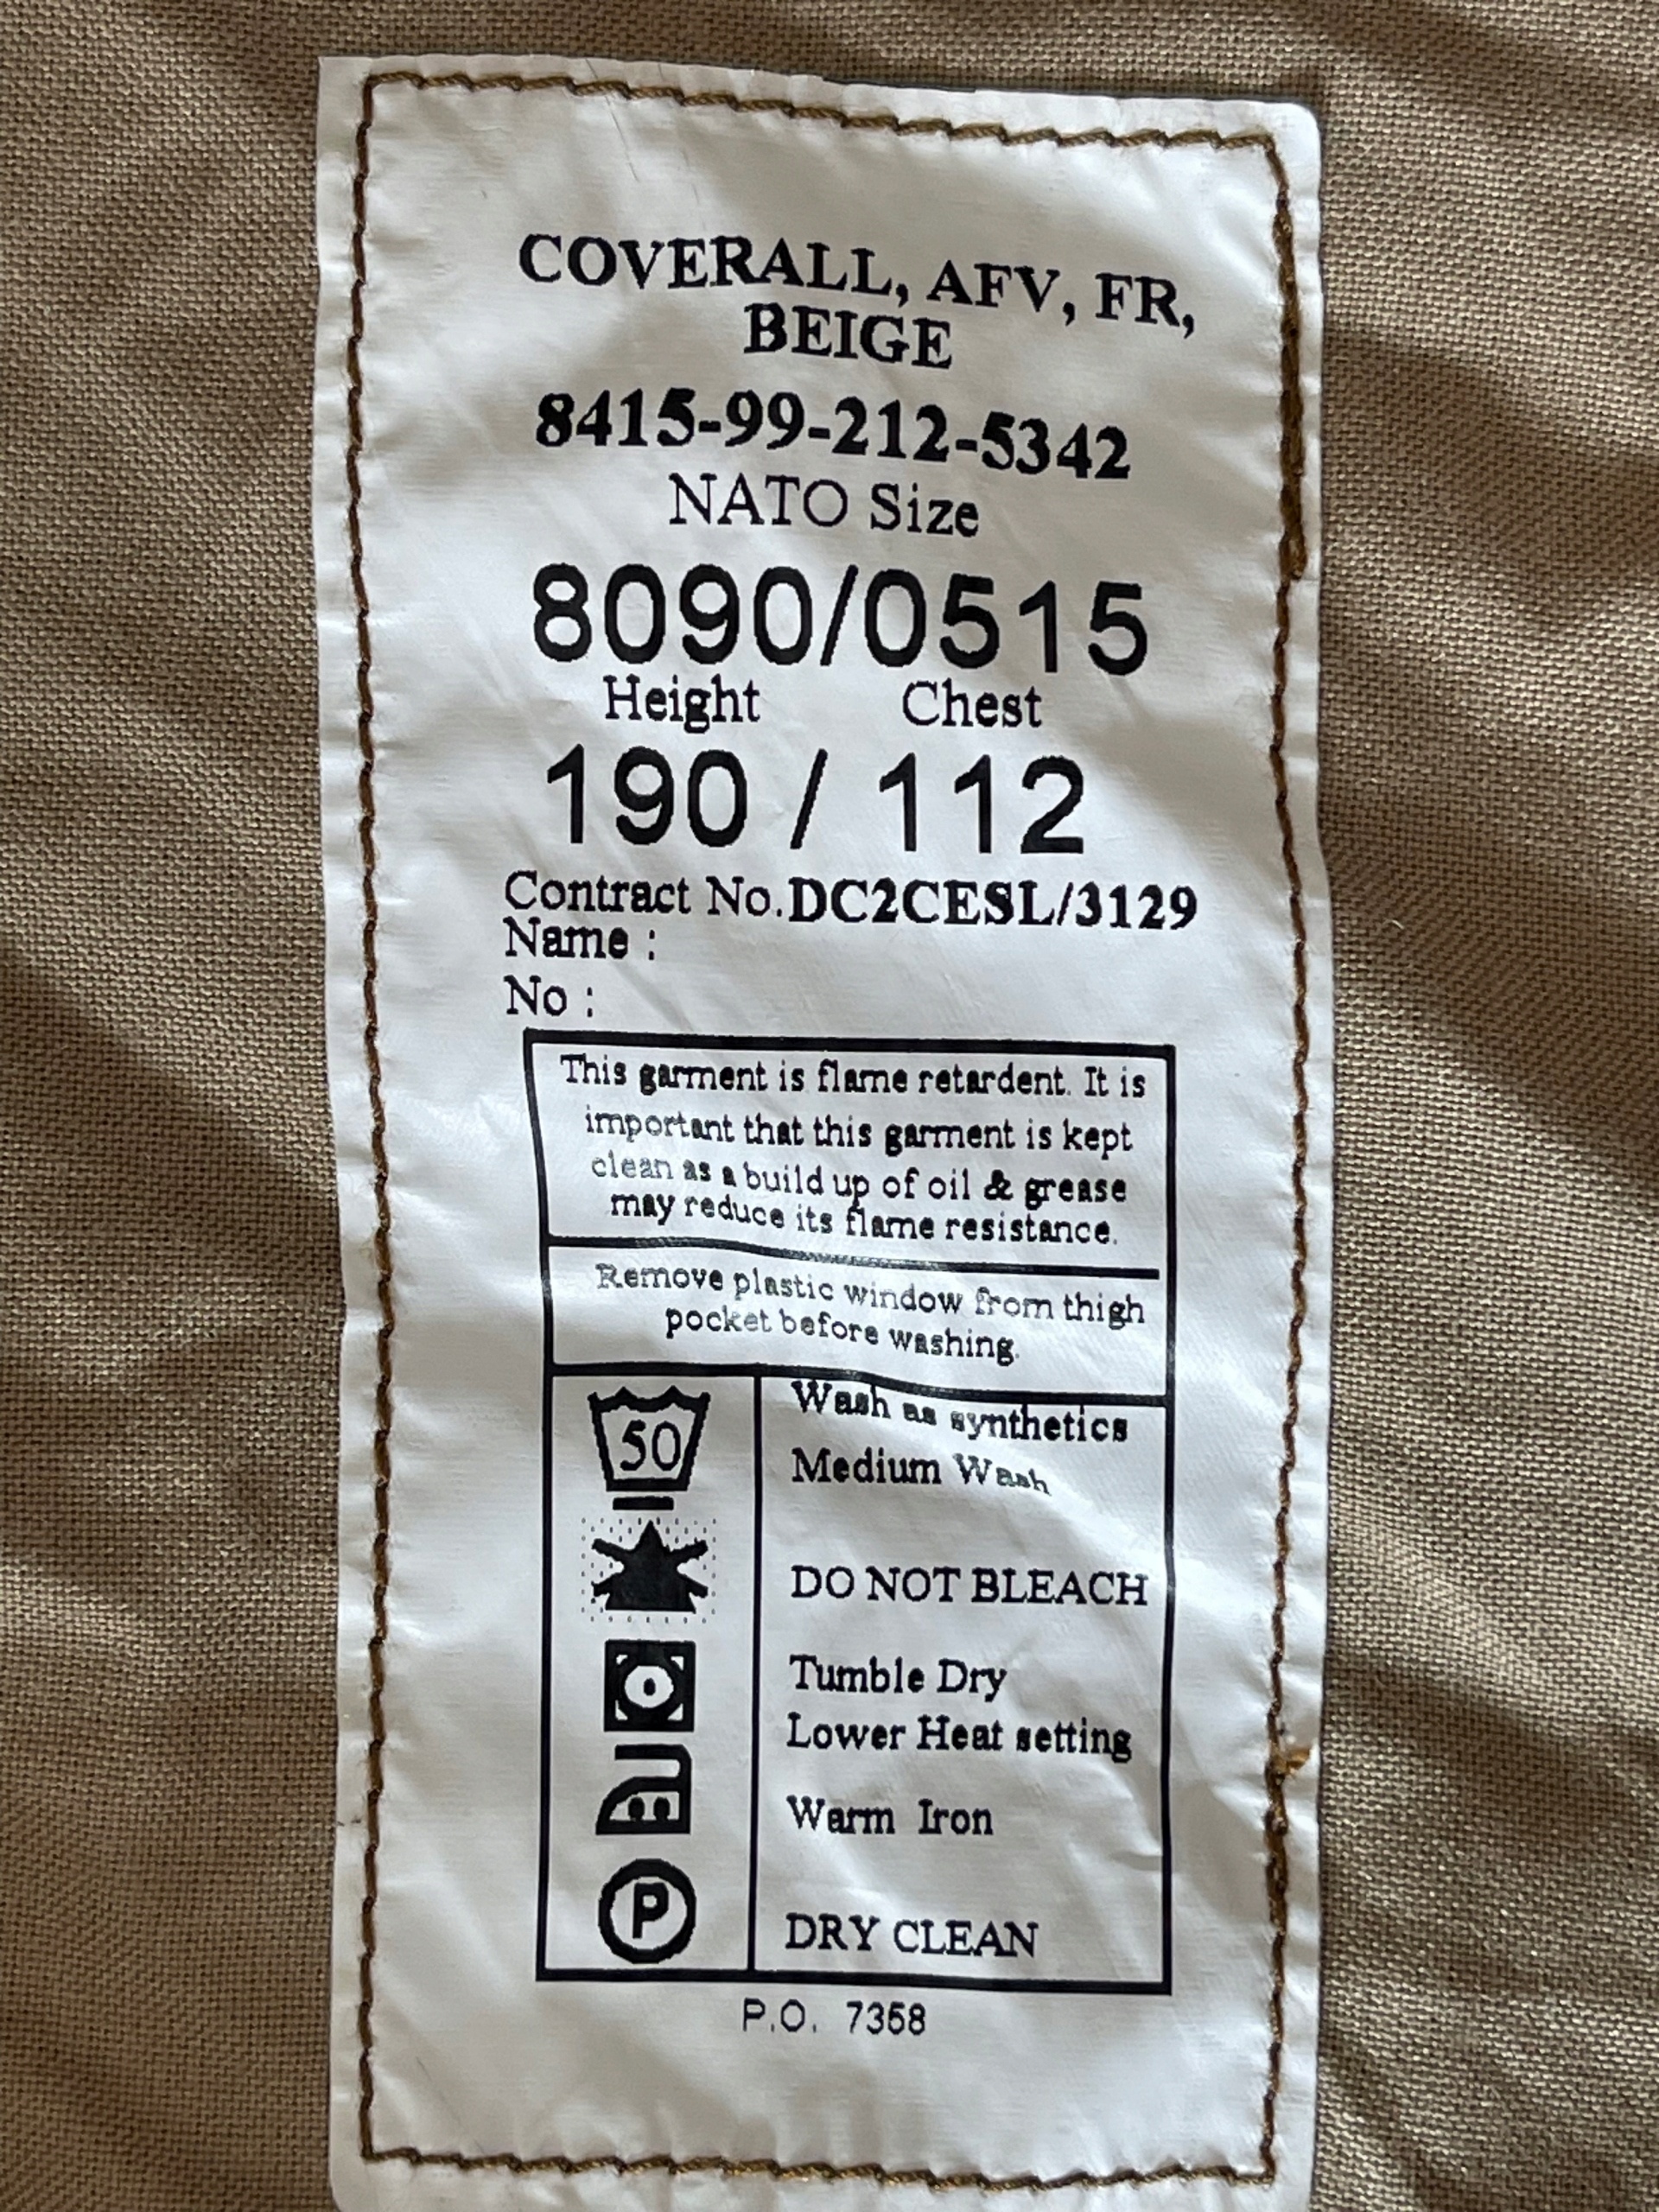 COVERALL, AFV, FR,
BEIGE
8415-99-212-5342
NATO Size
8090/0515
Height Chest
190 / 112
Contract No.DC2CESL/3129
Name :
No :
This garment is flame retardent. It is
important that this garment is kept
clean as a build up of oil & grease
may reduce its flame resistance.
Remove plastic window from thigh
pocket before washing.
50
Wash as synthetics
Medium Wash
DO NOT BLEACH
Tumble Dry
Lower Heat setting
Warm Iron
P
DRY CLEAN
P.O. 7358